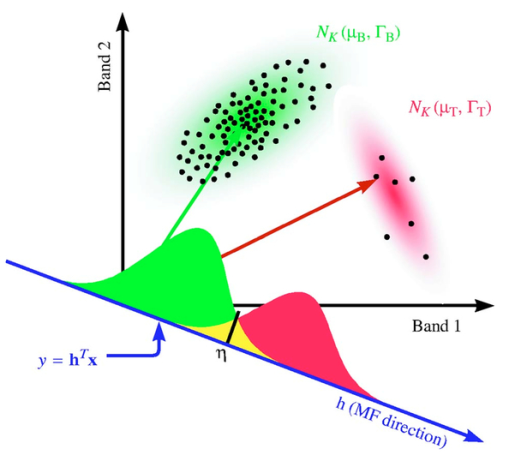 N_K(μ_B, Γ_B)
Band 2
N_K(μ_T, Γ_T)
Band 1
η
y = h^T x
h (MF direction)